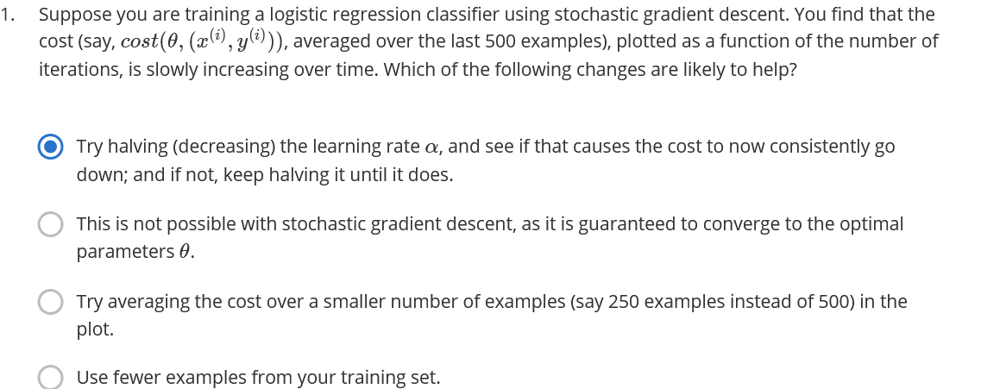 1. Suppose you are training a logistic regression classifier using stochastic gradient descent. You find that the
cost (say, cost(θ, (x^(i), y^(i))), averaged over the last 500 examples), plotted as a function of the number of
iterations, is slowly increasing over time. Which of the following changes are likely to help?
Try halving (decreasing) the learning rate α, and see if that causes the cost to now consistently go
down; and if not, keep halving it until it does.
This is not possible with stochastic gradient descent, as it is guaranteed to converge to the optimal
parameters θ.
Try averaging the cost over a smaller number of examples (say 250 examples instead of 500) in the
plot.
Use fewer examples from your training set.